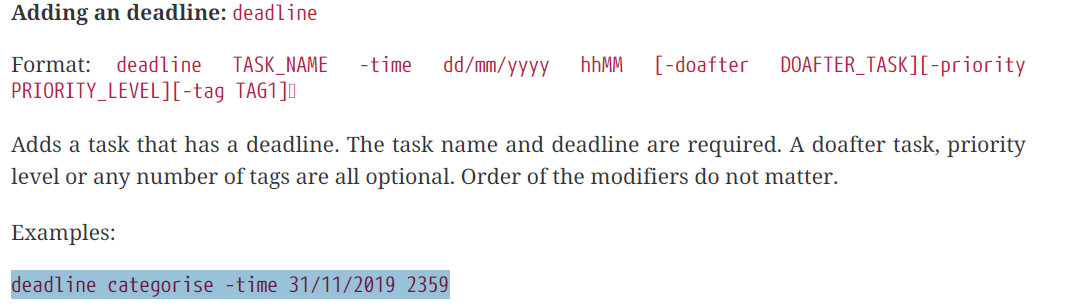 Adding an deadline: deadline
Format: deadline TASK_NAME -time dd/mm/yyyy hhMM [-doafter DOAFTER_TASK][-priority
PRIORITY_LEVEL][-tag TAG1]▯
Adds a task that has a deadline. The task name and deadline are required. A doafter task, priority
level or any number of tags are all optional. Order of the modifiers do not matter.
Examples:
deadline categorise -time 31/11/2019 2359